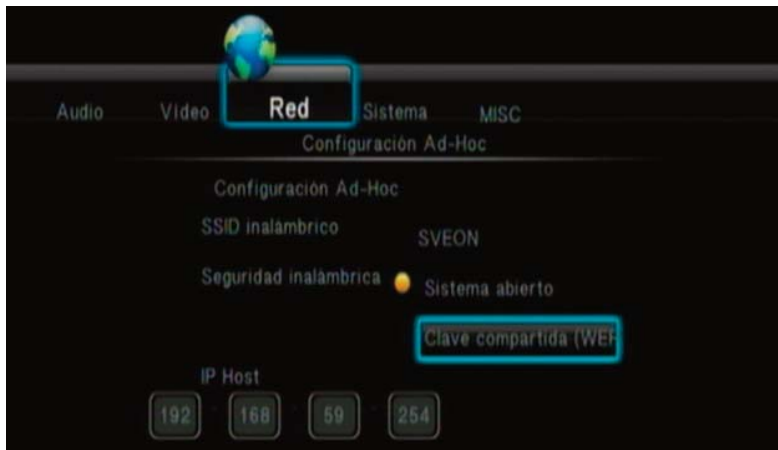 Audio Vídeo Red Sistema MISC
Configuración Ad-Hoc
Configuración Ad-Hoc
SSID inalámbrico
SVEON
Seguridad inalámbrica
Sistema abierto
Clave compartida (WEP
IP Host
192 168 59 254